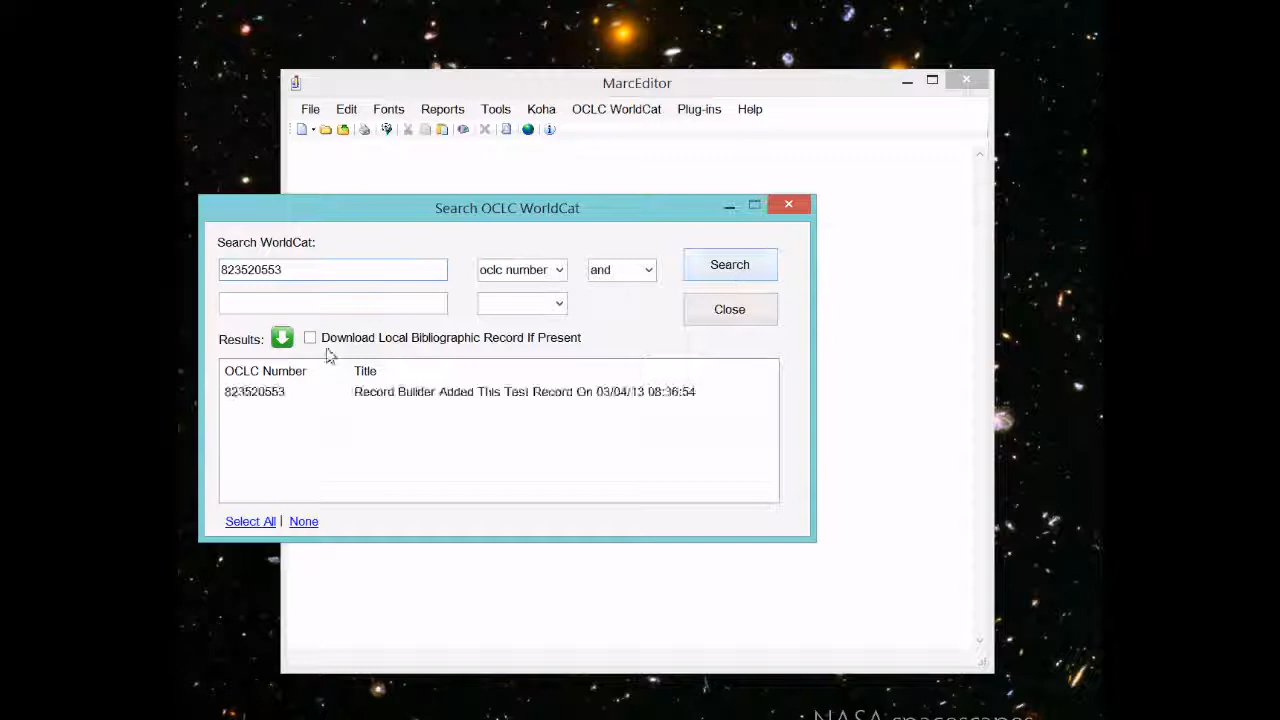 MarcEditor
File Edit Fonts Reports Tools Koha OCLC WorldCat Plug-ins Help
Search OCLC WorldCat
Search WorldCat:
823520553 oclc number and Search
Close
Results: Download Local Bibliographic Record If Present
OCLC Number Title
823520553 Record Builder Added This Test Record On 03/04/13 08:36:54
Select All | None
NASA spacescapes